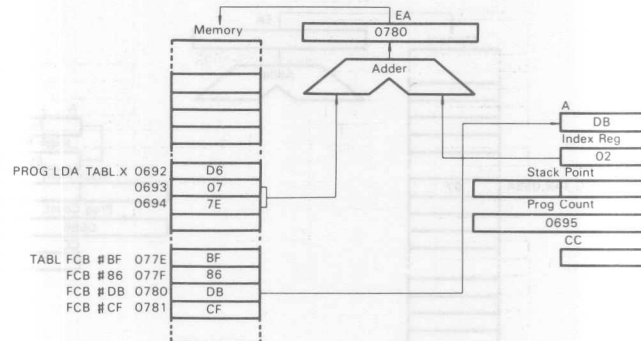 EA
Memory
0780
Adder
A
DB
Index Reg
02
PROG LDA TABL.X 0692 D6
0693 07
0694 7E
Stack Point
Prog Count
0695
CC
TABL FCB #BF 077E BF
FCB #86 077F 86
FCB #DB 0780 DB
FCB #CF 0781 CF